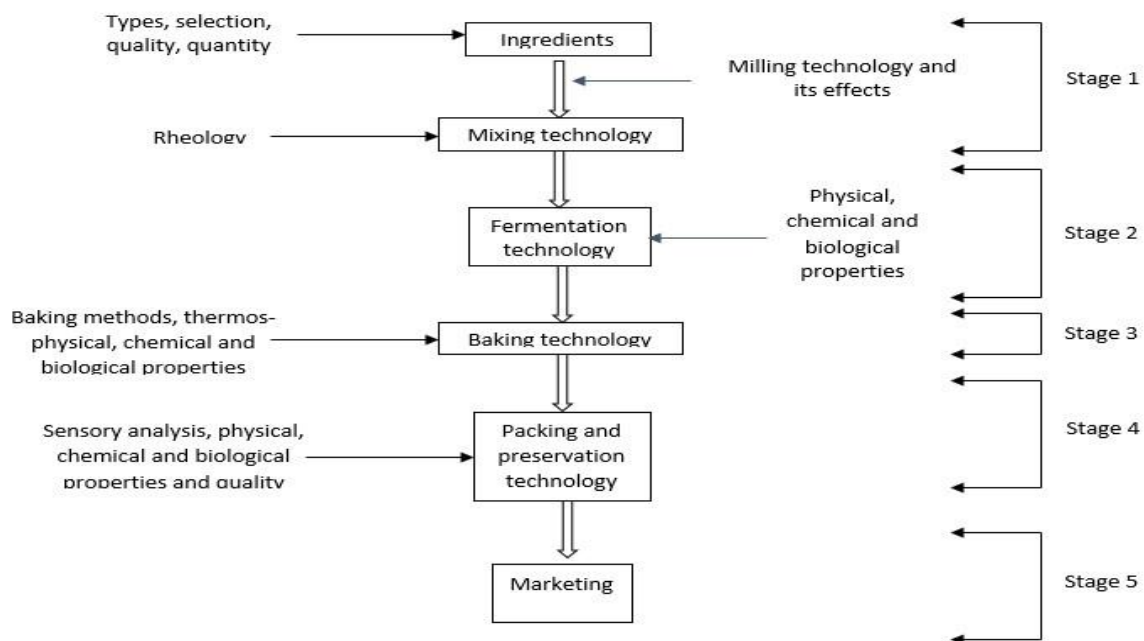 Types, selection,
quality, quantity
Ingredients
Milling technology and
its effects
Stage 1
Rheology
Mixing technology
Fermentation
technology
Physical,
chemical and
biological
properties
Stage 2
Baking methods, thermos-
physical, chemical and
biological properties
Baking technology
Stage 3
Sensory analysis, physical,
chemical and biological
properties and quality
Packing and
preservation
technology
Stage 4
Marketing
Stage 5